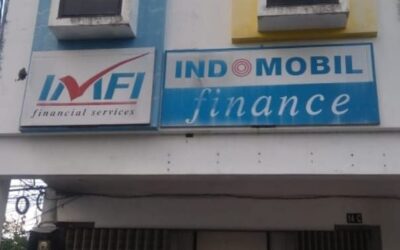 IMFI
financial services
INDOMOBIL
finance